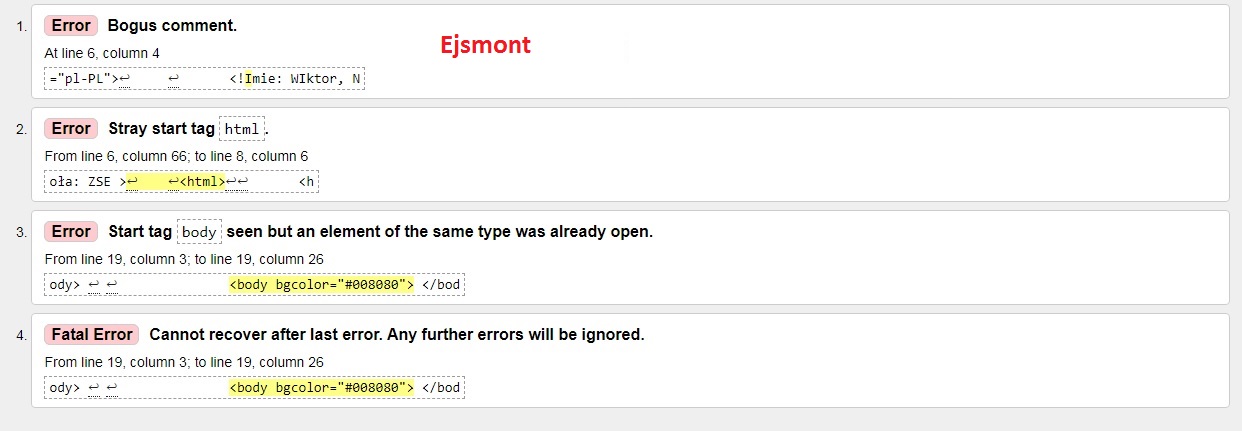 1. Error Bogus comment.
Ejsmont
At line 6, column 4
="pl-PL">↩ ↩ <!Imie: WIktor, N
2. Error Stray start tag html.
From line 6, column 66; to line 8, column 6
oła: ZSE >↩ ↩<html>↩↩ <h
3. Error Start tag body seen but an element of the same type was already open.
From line 19, column 3; to line 19, column 26
ody> ↩ ↩ <body bgcolor="#008080"> </bod
4. Fatal Error Cannot recover after last error. Any further errors will be ignored.
From line 19, column 3; to line 19, column 26
ody> ↩ ↩ <body bgcolor="#008080"> </bod